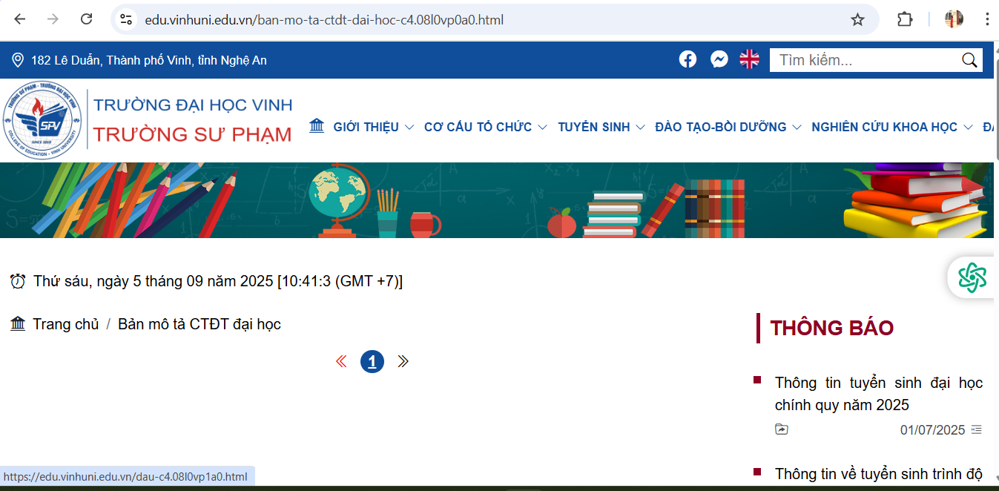 edu.vinhuni.edu.vn/ban-mo-ta-ctdt-dai-hoc-c4.08l0vp0a0.html
182 Lê Duẩn, Thành phố Vinh, tỉnh Nghệ An
Tìm kiếm...
TRƯỜNG SƯ PHẠM - TRƯỜNG ĐẠI HỌC VINH
SPV
SINCE 1959
COLLEGE OF EDUCATION - VINH UNIVERSITY
TRƯỜNG ĐẠI HỌC VINH
TRƯỜNG SƯ PHẠM
GIỚI THIỆU CƠ CẤU TỔ CHỨC TUYỂN SINH ĐÀO TẠO-BỒI DƯỠNG NGHIÊN CỨU KHOA HỌC
Thứ sáu, ngày 5 tháng 09 năm 2025 [10:41:3 (GMT +7)]
Trang chủ / Bản mô tả CTĐT đại học
1
THÔNG BÁO
Thông tin tuyển sinh đại học
chính quy năm 2025
01/07/2025
Thông tin về tuyển sinh trình độ
https://edu.vinhuni.edu.vn/dau-c4.08l0vp1a0.html